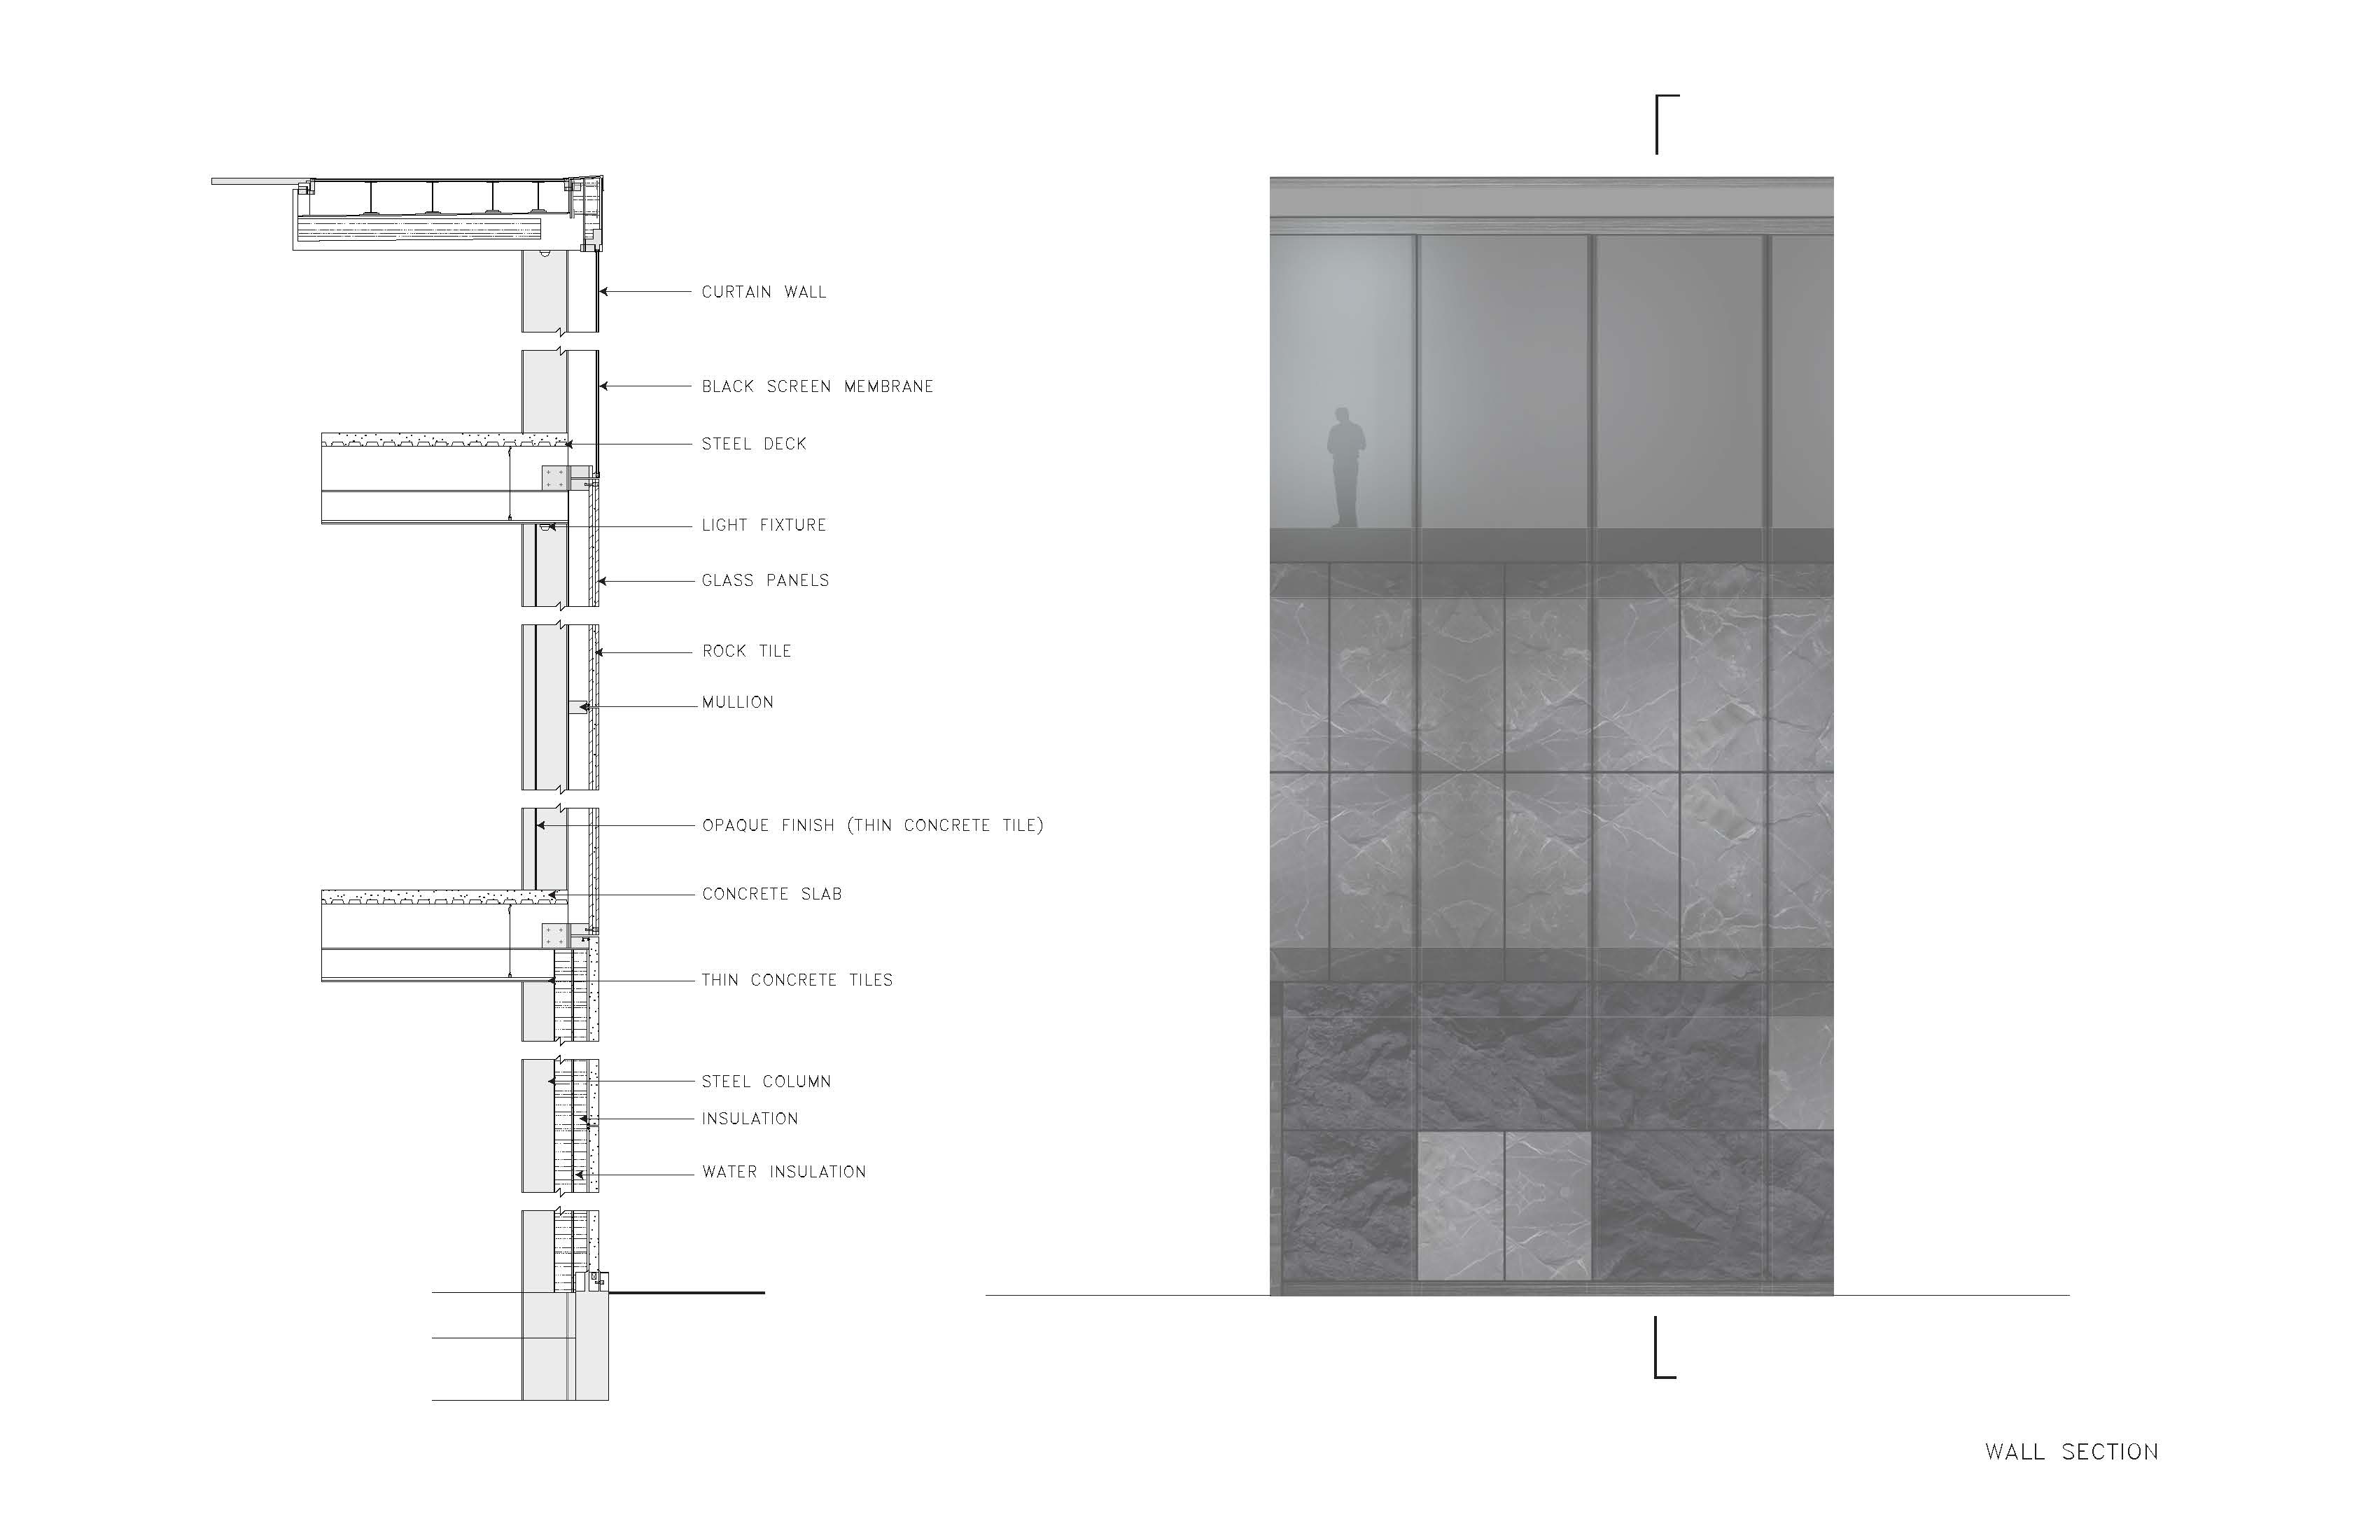 CURTAIN WALL
BLACK SCREEN MEMBRANE
STEEL DECK
LIGHT FIXTURE
GLASS PANELS
ROCK TILE
MULLION
OPAQUE FINISH (THIN CONCRETE TILE)
CONCRETE SLAB
THIN CONCRETE TILES
STEEL COLUMN
INSULATION
WATER INSULATION
WALL SECTION